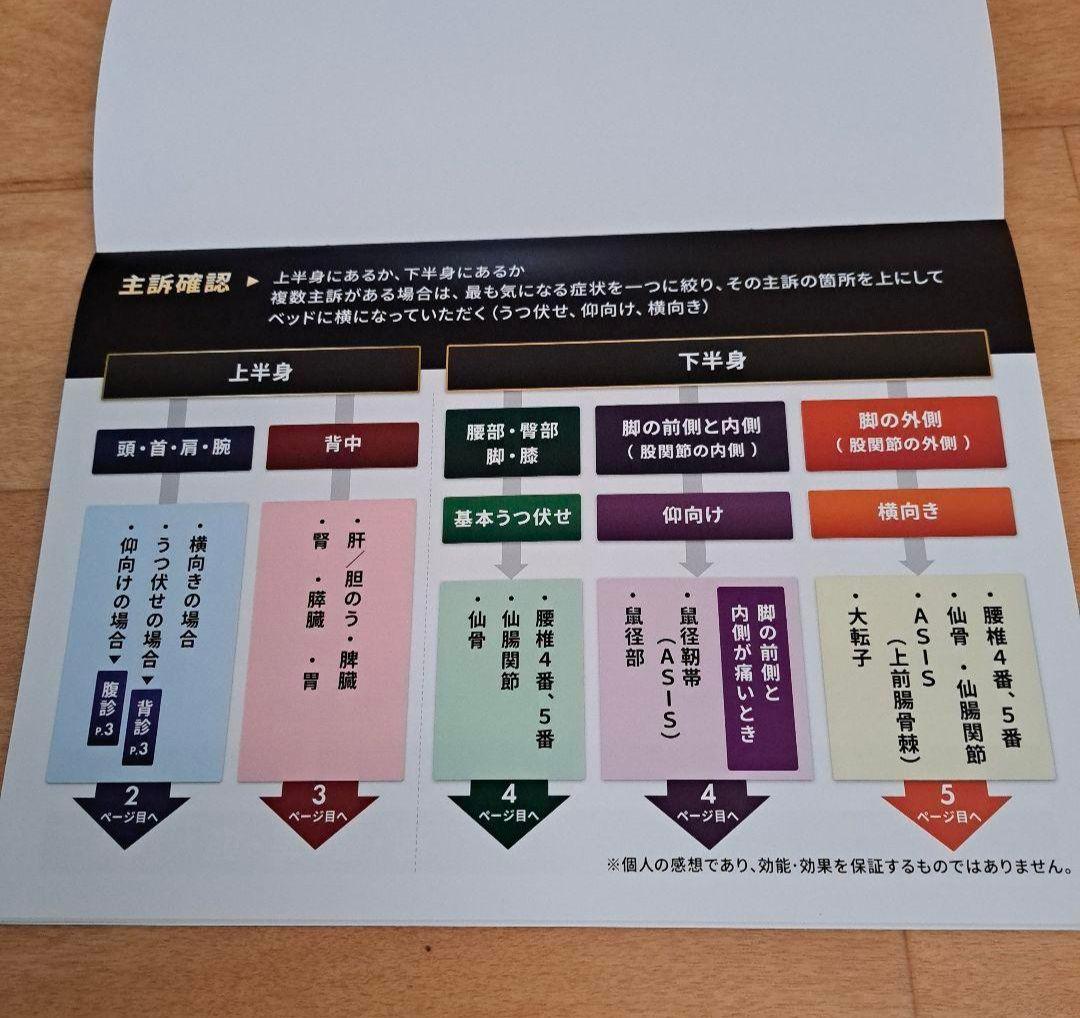 主訴確認 ▶ 上半身にあるか、下半身にあるか
複数主訴がある場合は、最も気になる症状を一つに絞り、その主訴の箇所を上にして
ベッドに横になっていただく（うつ伏せ、仰向け、横向き）
上半身
頭・首・肩・腕
・横向きの場合
・うつ伏せの場合▶背診 P.3
・仰向けの場合▶腹診 P.3
2
ページ目へ
背中
・肝／胆のう・脾臓
・腎 ・膵臓 ・胃
3
ページ目へ
下半身
腰部・臀部
脚・膝
基本うつ伏せ
・腰椎4番、5番
・仙腸関節
・仙骨
4
ページ目へ
脚の前側と内側
（股関節の内側）
仰向け
脚の前側と
内側が痛いとき
・鼠径靭帯
（ASIS）
・鼠径部
4
ページ目へ
脚の外側
（股関節の外側）
横向き
・腰椎4番、5番
・仙骨 ・仙腸関節
・ASIS
（上前腸骨棘）
・大転子
5
ページ目へ
※個人の感想であり、効能・効果を保証するものではありません。